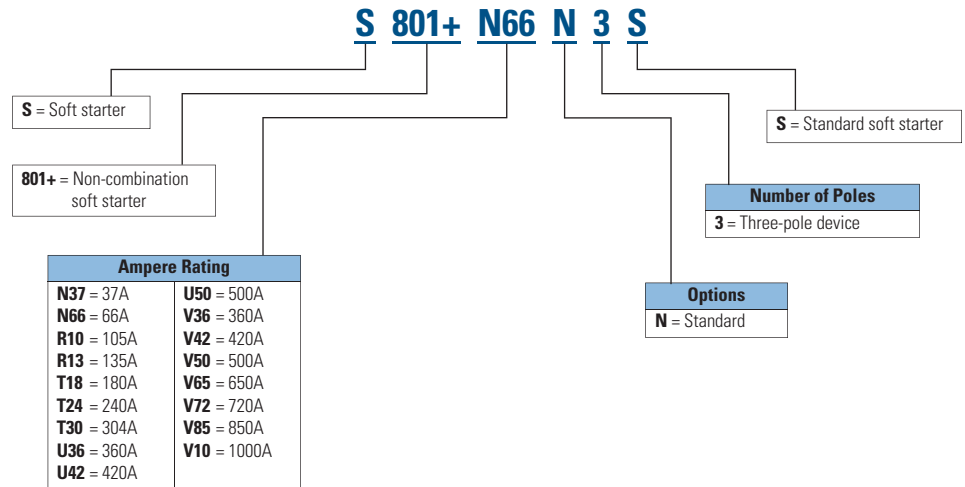 S 801+ N66 N 3 S
S = Soft starter
S = Standard soft starter
801+ = Non-combination
soft starter
Number of Poles
3 = Three-pole device
Ampere Rating
N37 = 37A
N66 = 66A
R10 = 105A
R13 = 135A
T18 = 180A
T24 = 240A
T30 = 304A
U36 = 360A
U42 = 420A
U50 = 500A
V36 = 360A
V42 = 420A
V50 = 500A
V65 = 650A
V72 = 720A
V85 = 850A
V10 = 1000A
Options
N = Standard